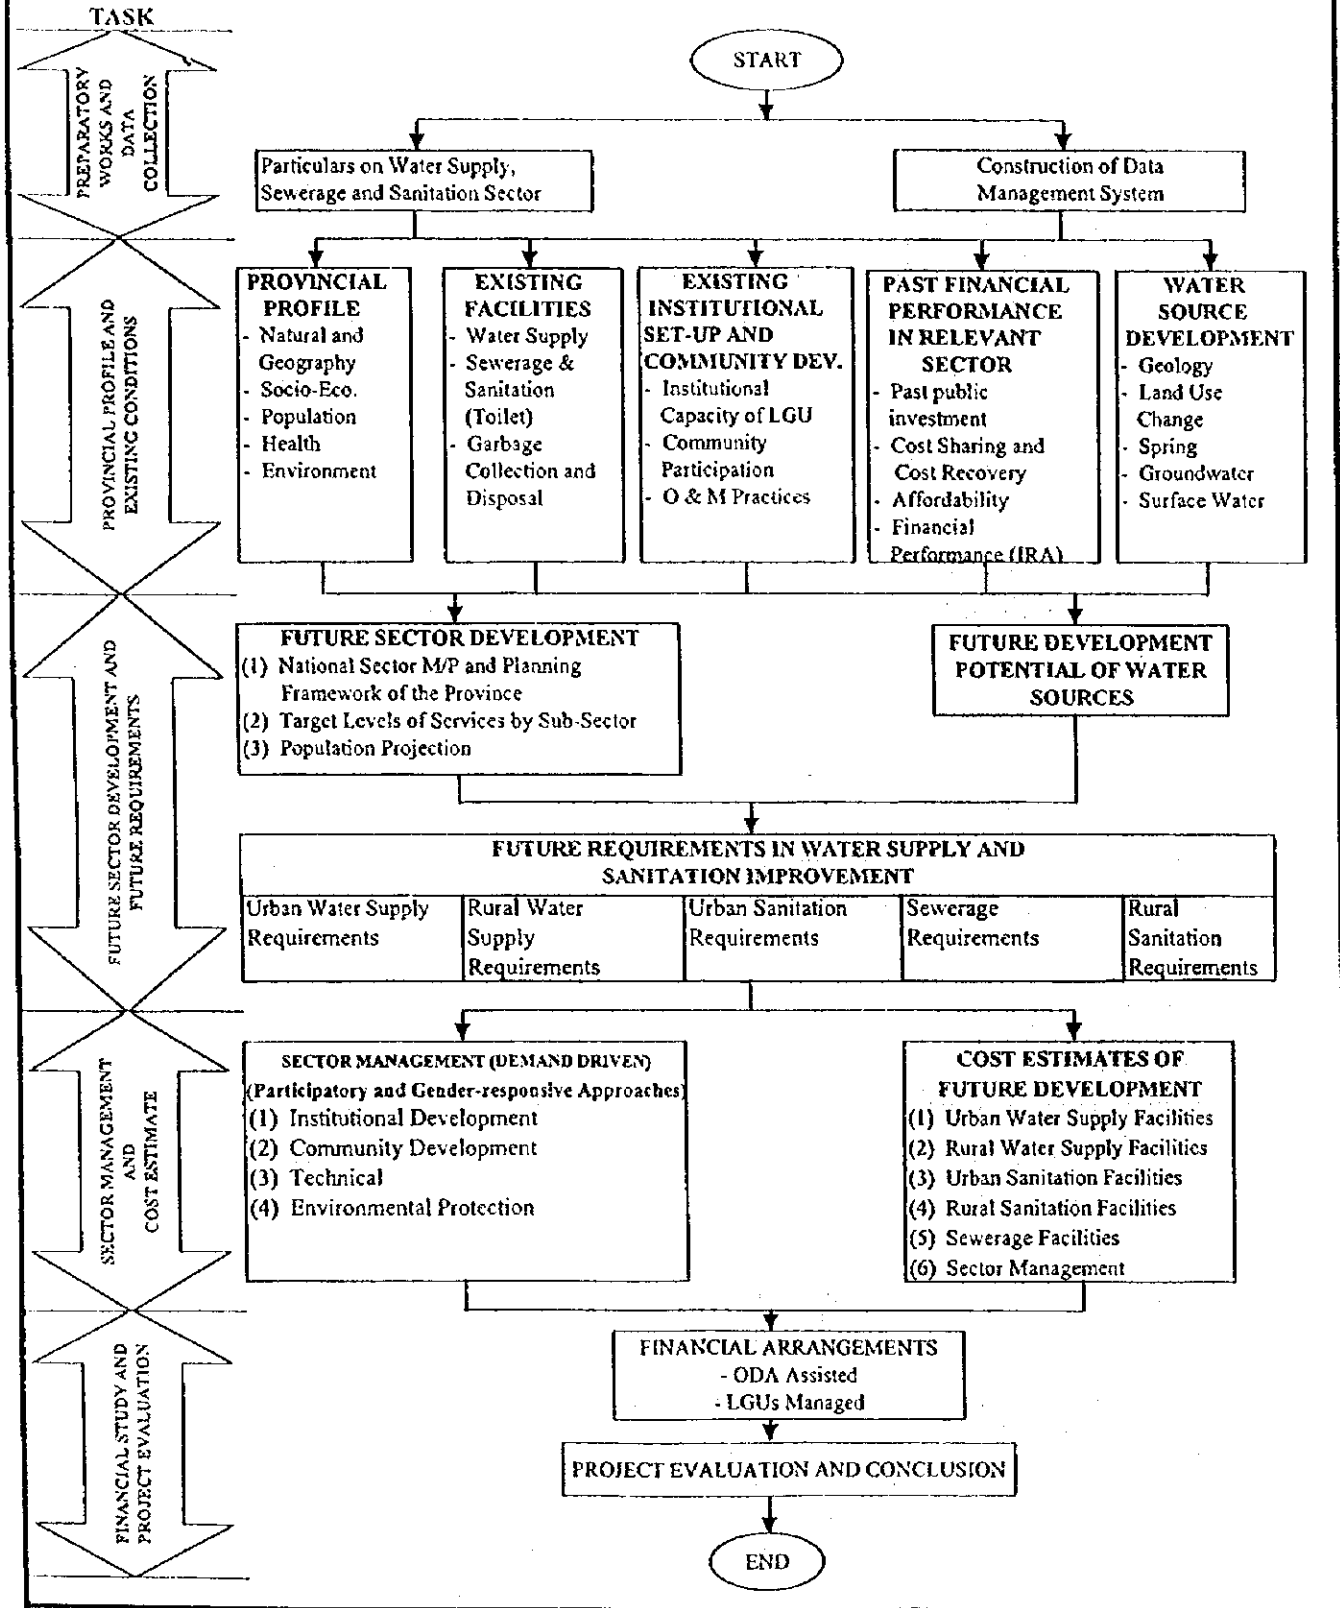 TASK
START
PREPARATORY
WORKS AND
DATA
COLLECTION
Particulars on Water Supply,
Sewerage and Sanitation Sector
Construction of Data
Management System
PROVINCIAL PROFILE AND
EXISTING CONDITIONS
PROVINCIAL
PROFILE
- Natural and
Geography
- Socio-Eco.
- Population
- Health
- Environment
EXISTING
FACILITIES
- Water Supply
- Sewerage &
Sanitation
(Toilet)
- Garbage
Collection and
Disposal
EXISTING
INSTITUTIONAL
SET-UP AND
COMMUNITY DEV.
- Institutional
Capacity of LGU
- Community
Participation
- O & M Practices
PAST FINANCIAL
PERFORMANCE
IN RELEVANT
SECTOR
- Past public
investment
- Cost Sharing and
Cost Recovery
- Affordability
- Financial
Performance (IRA)
WATER
SOURCE
DEVELOPMENT
- Geology
- Land Use
Change
- Spring
- Groundwater
- Surface Water
FUTURE SECTOR DEVELOPMENT AND
FUTURE REQUIREMENTS
FUTURE SECTOR DEVELOPMENT
(1) National Sector M/P and Planning
Framework of the Province
(2) Target Levels of Services by Sub-Sector
(3) Population Projection
FUTURE DEVELOPMENT
POTENTIAL OF WATER
SOURCES
FUTURE REQUIREMENTS IN WATER SUPPLY AND
SANITATION IMPROVEMENT
Urban Water Supply
Requirements
Rural Water
Supply
Requirements
Urban Sanitation
Requirements
Sewerage
Requirements
Rural
Sanitation
Requirements
SECTOR MANAGEMENT
AND
COST ESTIMATE
SECTOR MANAGEMENT (DEMAND DRIVEN)
(Participatory and Gender-responsive Approaches)
(1) Institutional Development
(2) Community Development
(3) Technical
(4) Environmental Protection
COST ESTIMATES OF
FUTURE DEVELOPMENT
(1) Urban Water Supply Facilities
(2) Rural Water Supply Facilities
(3) Urban Sanitation Facilities
(4) Rural Sanitation Facilities
(5) Sewerage Facilities
(6) Sector Management
FINANCIAL STUDY AND
PROJECT EVALUATION
FINANCIAL ARRANGEMENTS
- ODA Assisted
- LGUs Managed
PROJECT EVALUATION AND CONCLUSION
END